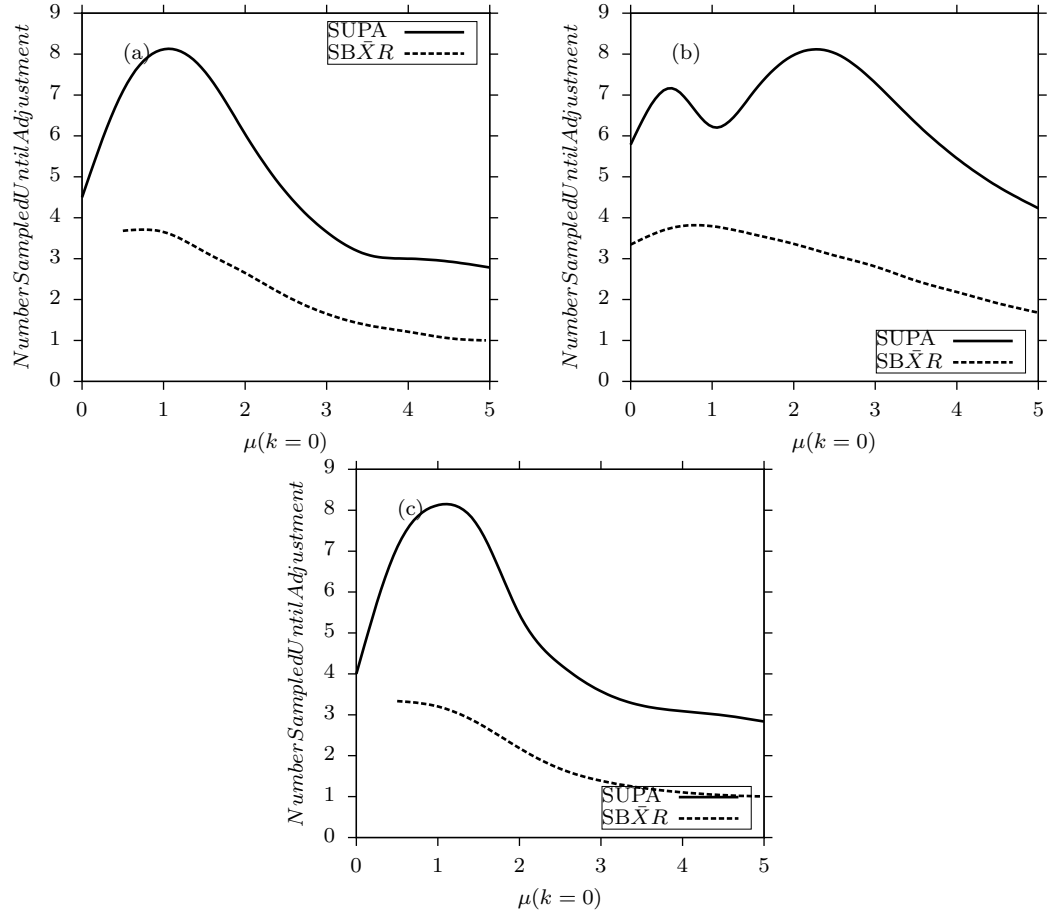 9
8
7
6
5
4
3
2
1
0
0 1 2 3 4 5
NumberSampledUntilAdjustment
μ(k = 0)
(a)
SUPA
SBX̄R
9
8
7
6
5
4
3
2
1
0
0 1 2 3 4 5
NumberSampledUntilAdjustment
μ(k = 0)
(b)
SUPA
SBX̄R
9
8
7
6
5
4
3
2
1
0
0 1 2 3 4 5
NumberSampledUntilAdjustment
μ(k = 0)
(c)
SUPA
SBX̄R